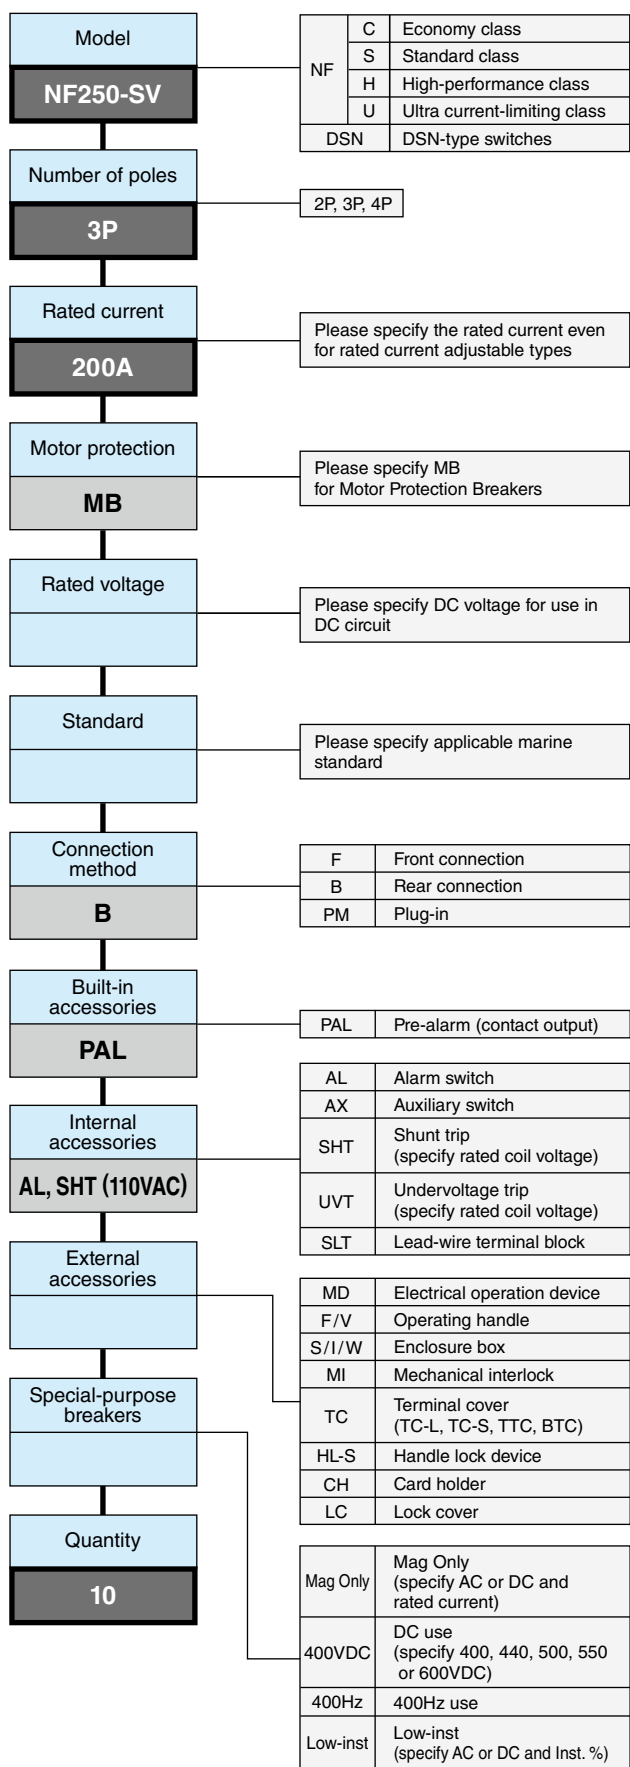 Model
NF250-SV
NF
C Economy class
S Standard class
H High-performance class
U Ultra current-limiting class
DSN DSN-type switches
Number of poles
3P
2P, 3P, 4P
Rated current
200A
Please specify the rated current even
for rated current adjustable types
Motor protection
MB
Please specify MB
for Motor Protection Breakers
Rated voltage
Please specify DC voltage for use in
DC circuit
Standard
Please specify applicable marine
standard
Connection
method
B
F Front connection
B Rear connection
PM Plug-in
Built-in
accessories
PAL
PAL Pre-alarm (contact output)
Internal
accessories
AL, SHT (110VAC)
AL Alarm switch
AX Auxiliary switch
SHT Shunt trip
(specify rated coil voltage)
UVT Undervoltage trip
(specify rated coil voltage)
SLT Lead-wire terminal block
External
accessories
MD Electrical operation device
F/V Operating handle
S/I/W Enclosure box
MI Mechanical interlock
TC Terminal cover
(TC-L, TC-S, TTC, BTC)
HL-S Handle lock device
CH Card holder
LC Lock cover
Special-purpose
breakers
Mag Only Mag Only
(specify AC or DC and
rated current)
400VDC DC use
(specify 400, 440, 500, 550
or 600VDC)
400Hz 400Hz use
Low-inst Low-inst
(specify AC or DC and Inst. %)
Quantity
10